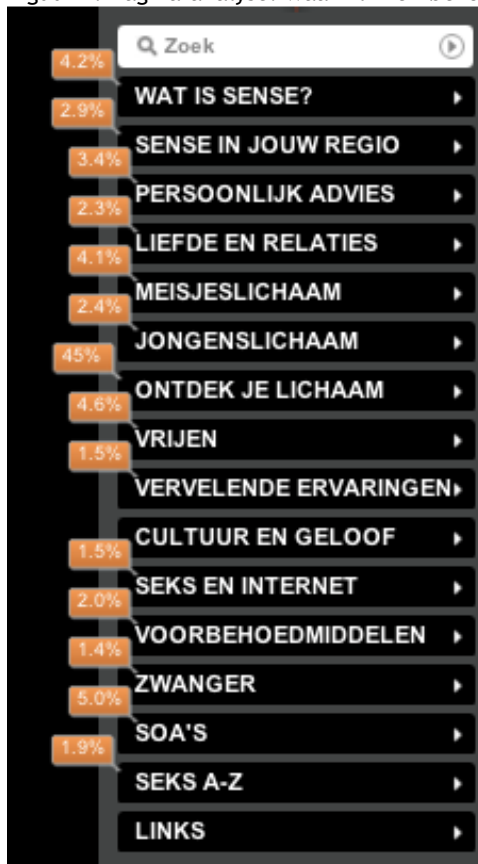 Zoek
4.2%
WAT IS SENSE?
2.9%
SENSE IN JOUW REGIO
3.4%
PERSOONLIJK ADVIES
2.3%
LIEFDE EN RELATIES
4.1%
MEISJESLICHAAM
2.4%
JONGENSLICHAAM
45%
ONTDEK JE LICHAAM
4.6%
VRIJEN
1.5%
VERVELENDE ERVARINGEN
CULTUUR EN GELOOF
1.5%
SEKS EN INTERNET
2.0%
VOORBEHOEDMIDDELEN
1.4%
ZWANGER
5.0%
SOA'S
1.9%
SEKS A-Z
LINKS